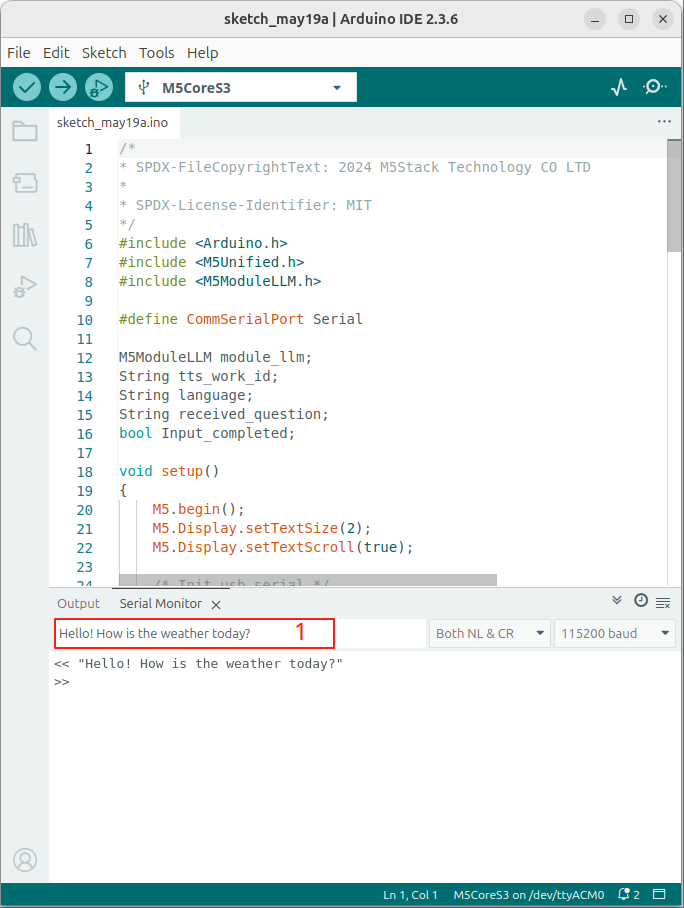 sketch_may19a | Arduino IDE 2.3.6
File Edit Sketch Tools Help
M5CoreS3
sketch_may19a.ino
1 /*
2 * SPDX-FileCopyrightText: 2024 M5Stack Technology CO LTD
3 *
4 * SPDX-License-Identifier: MIT
5 */
6 #include <Arduino.h>
7 #include <M5Unified.h>
8 #include <M5ModuleLLM.h>
9
10 #define CommSerialPort Serial
11
12 M5ModuleLLM module_llm;
13 String tts_work_id;
14 String language;
15 String received_question;
16 bool Input_completed;
17
18 void setup()
19 {
20 M5.begin();
21 M5.Display.setTextSize(2);
22 M5.Display.setTextScroll(true);
23
24 /* Init usb serial */
Output Serial Monitor
Hello! How is the weather today? 1 Both NL & CR 115200 baud
<< "Hello! How is the weather today?"
>>
Ln 1, Col 1 M5CoreS3 on /dev/ttyACM0 2